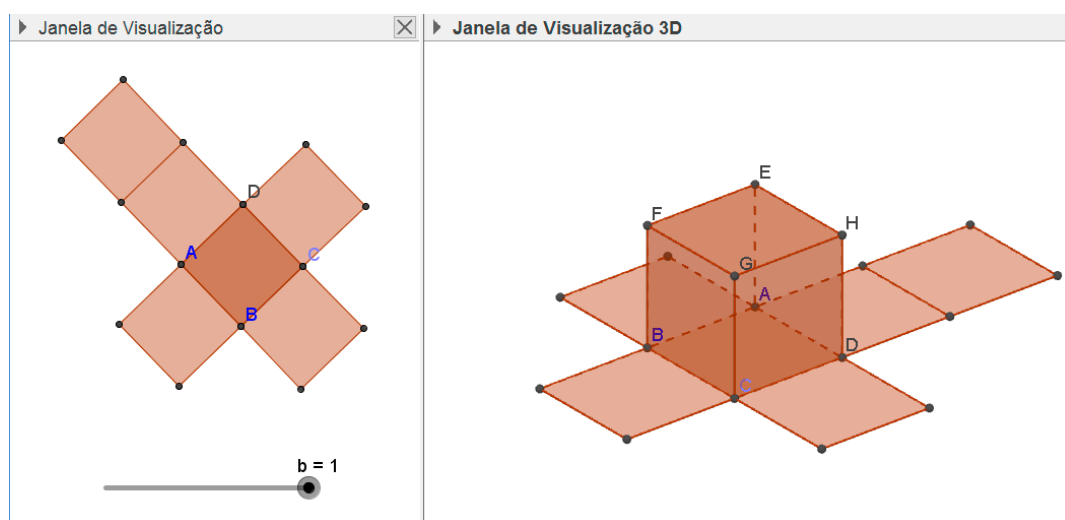 Janela de Visualização
D
A
C
B
b = 1
Janela de Visualização 3D
E
F
H
G
A
B
D
C